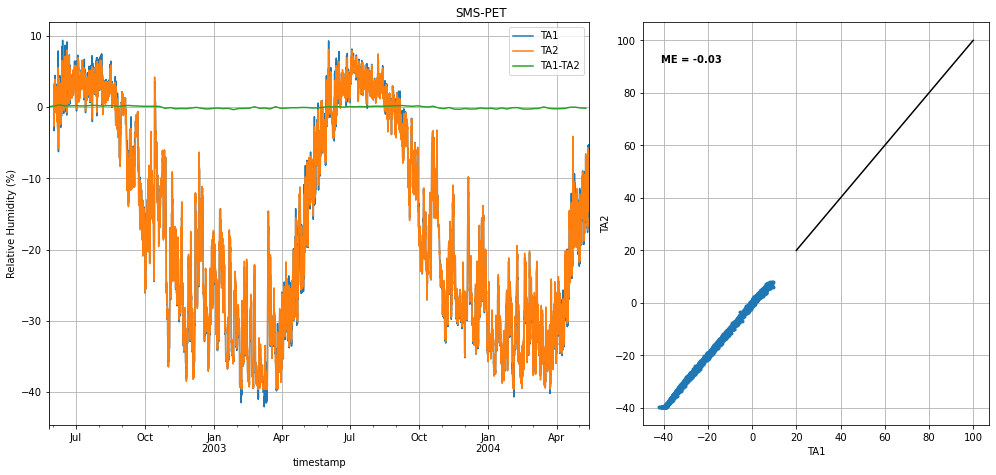 SMS-PET
TA1
TA2
TA1-TA2
10
0
−10
−20
−30
−40
Relative Humidity (%)
Jul
Oct
Jan
2003
Apr
Jul
Oct
Jan
2004
Apr
timestamp
ME = -0.03
100
80
60
40
20
0
−20
−40
TA2
−40
−20
0
20
40
60
80
100
TA1